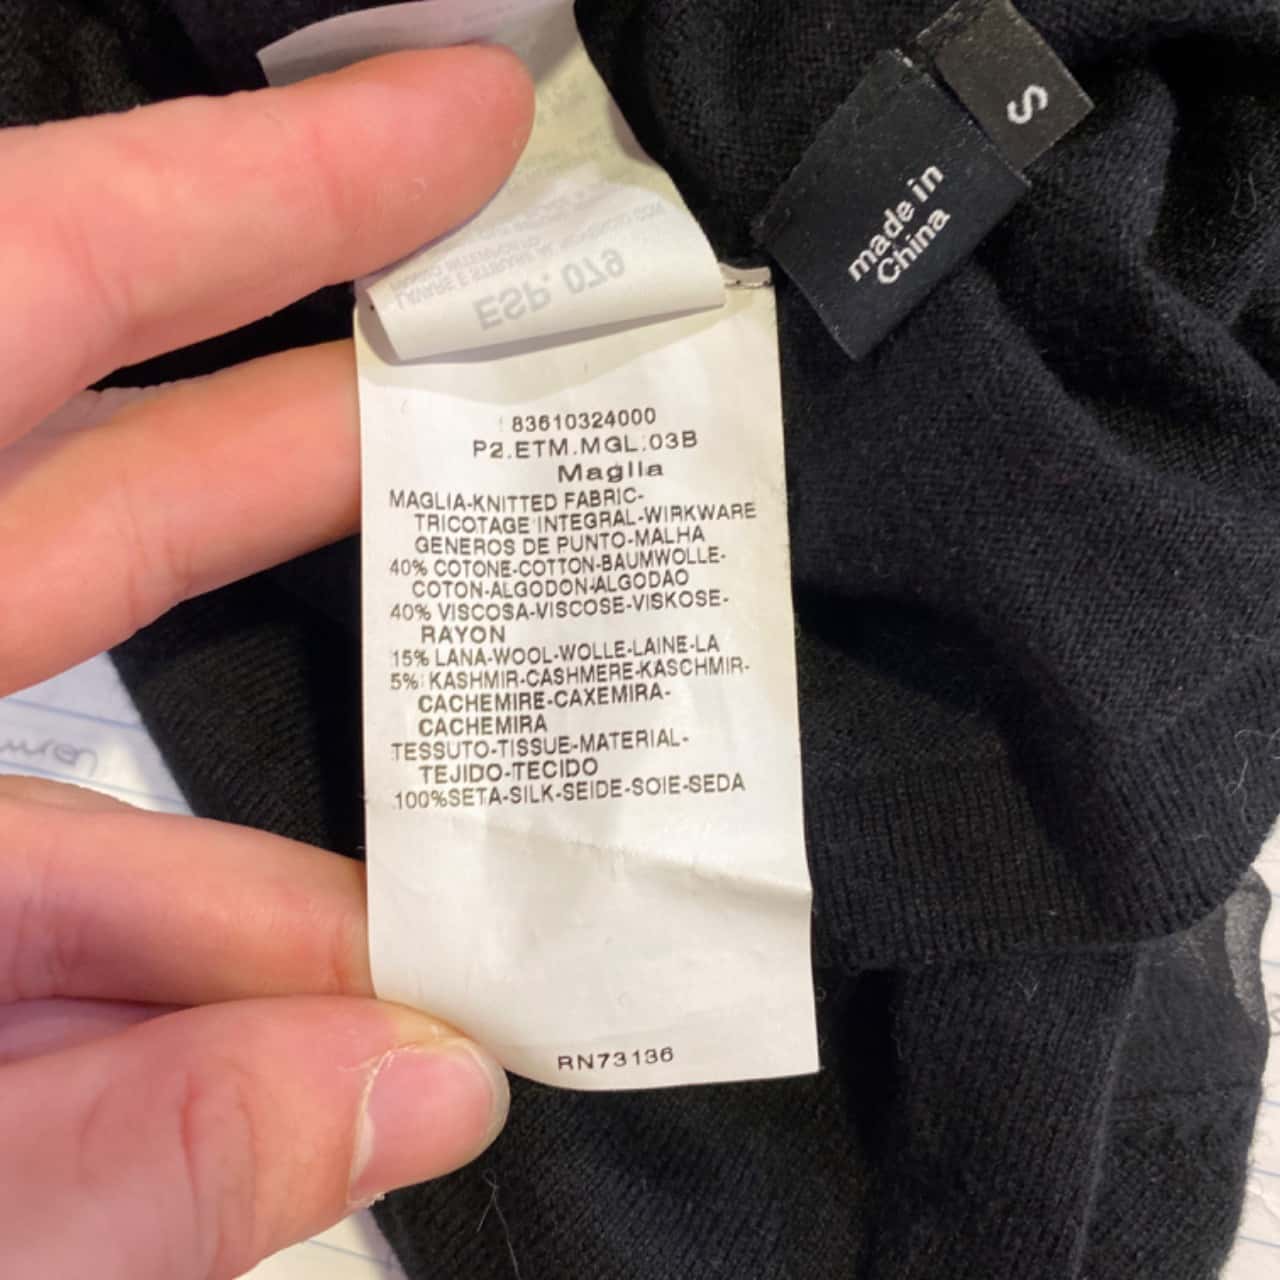 S
made in
China
ESP. 079
83610324000
P2.ETM.MGL.03B
Maglia
MAGLIA-KNITTED FABRIC-
TRICOTAGE INTEGRAL-WIRKWARE
GENEROS DE PUNTO-MALHA
40% COTONE-COTTON-BAUMWOLLE-
COTON-ALGODON-ALGODAO
40% VISCOSA-VISCOSE-VISKOSE-
RAYON
15% LANA-WOOL-WOLLE-LAINE-LA
5% KASHMIR-CASHMERE-KASCHMIR-
CACHEMIRE-CAXEMIRA-
CACHEMIRA
TESSUTO-TISSUE-MATERIAL-
TEJIDO-TECIDO
100%SETA-SILK-SEIDE-SOIE-SEDA
RN73136